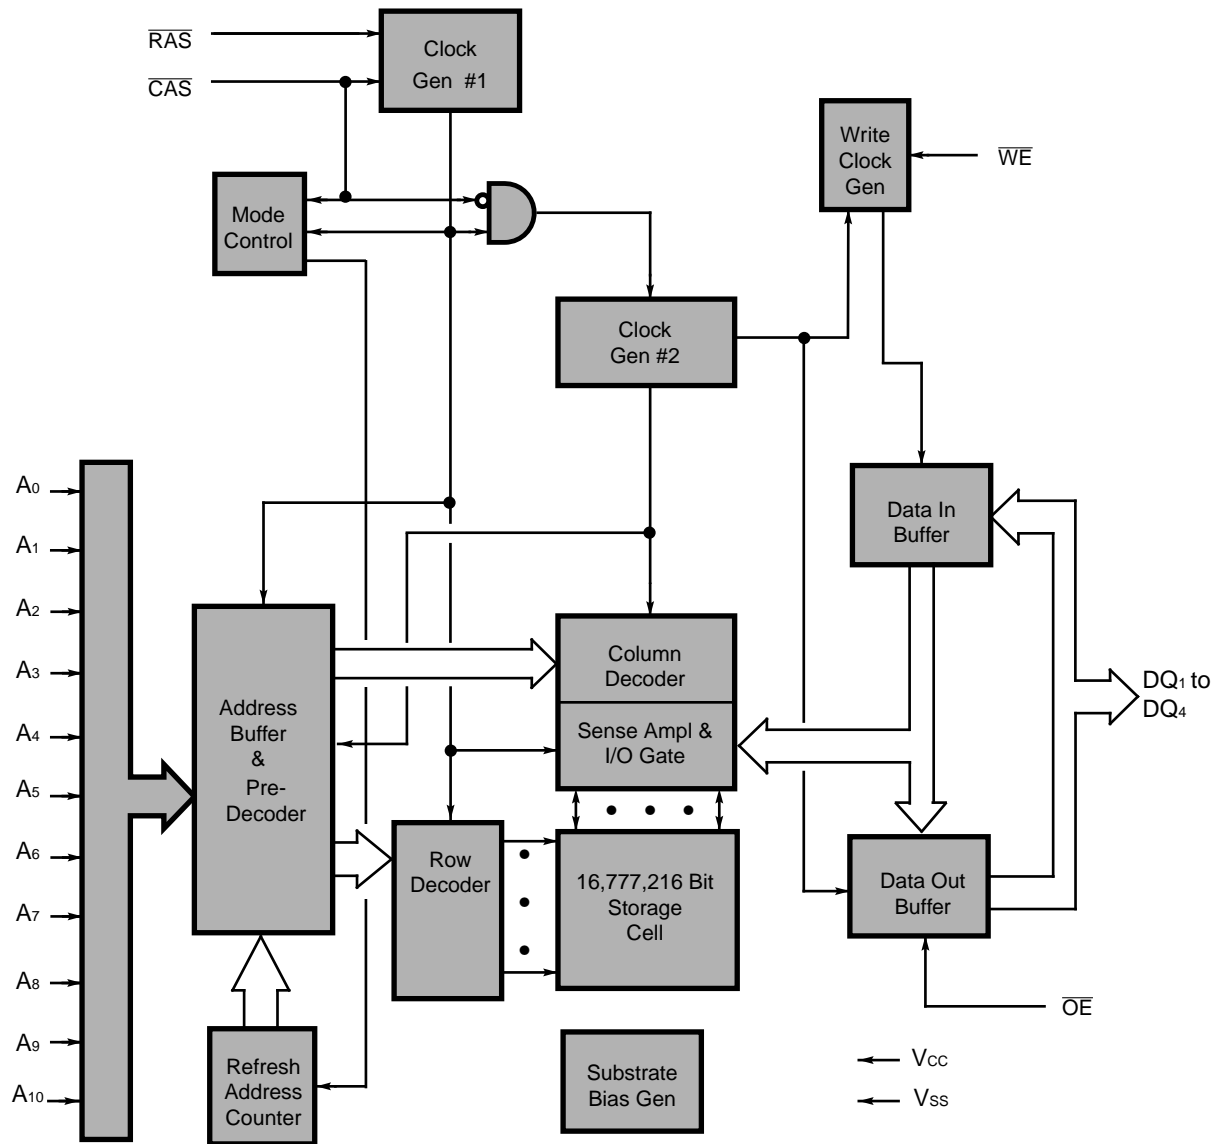 RAS
CAS
Clock
Gen #1
Write
Clock
Gen
WE
Mode
Control
Clock
Gen #2
A0
A1
A2
A3
A4
A5
A6
A7
A8
A9
A10
Address
Buffer
&
Pre-
Decoder
Column
Decoder
Sense Ampl &
I/O Gate
Data In
Buffer
DQ1 to
DQ4
Row
Decoder
16,777,216 Bit
Storage
Cell
Data Out
Buffer
OE
Refresh
Address
Counter
Substrate
Bias Gen
VCC
VSS